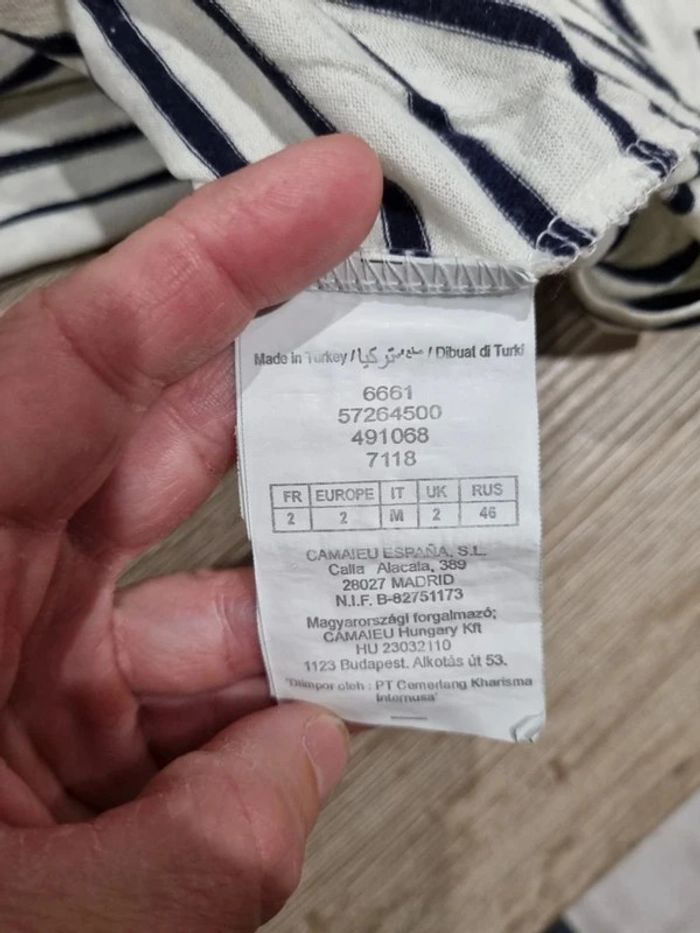 Made in Turkey / صنع في تركيا / Dibuat di Turki
6661
57264500
491068
7118
FR EUROPE IT UK RUS
2 2 M 2 46
CAMAIEU ESPAÑA, S.L.
Calla Alacala, 389
28027 MADRID
N.I.F. B-82751173
Magyarországi forgalmazó;
CAMAIEU Hungary Kft
HU 23032110
1123 Budapest. Alkotás út 53.
"Diimpor oleh : PT Cemerlang Kharisma
Internusa"